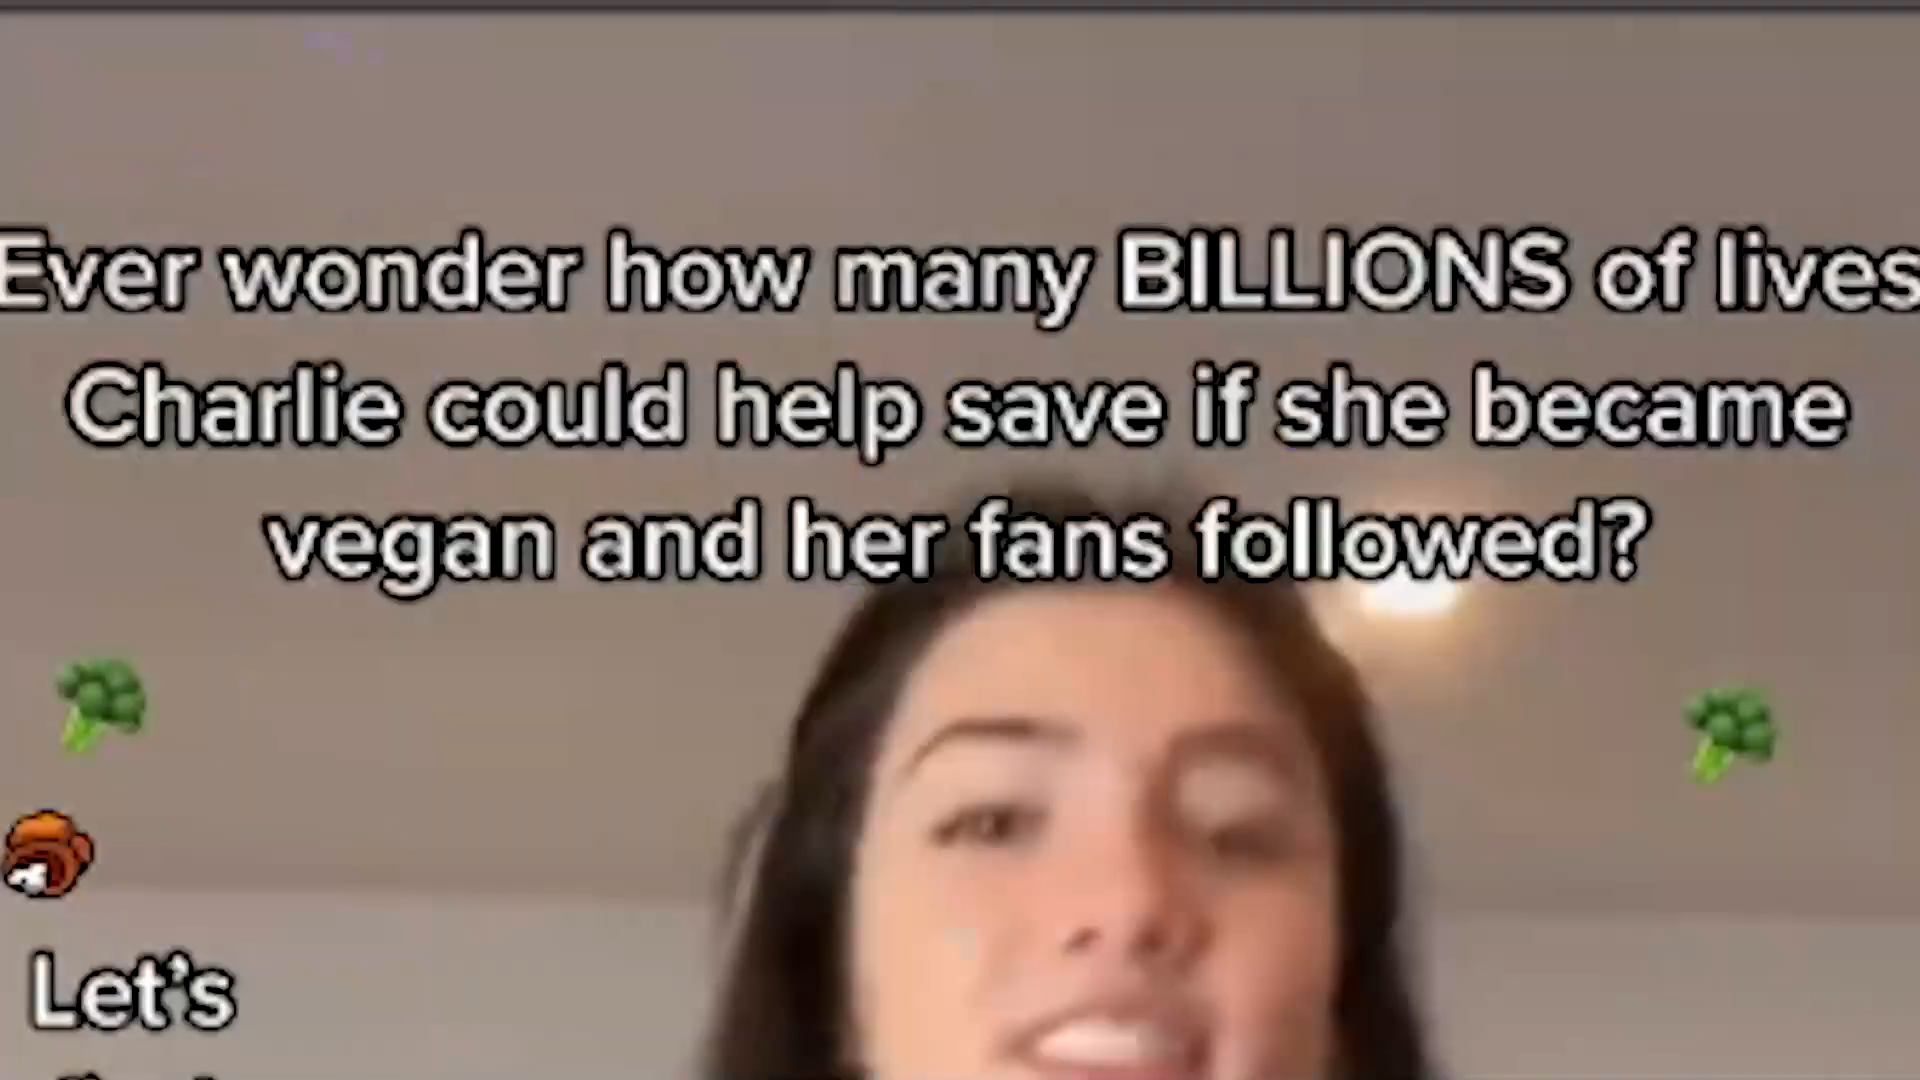 Ever wonder how many BILLIONS of lives
Charlie could help save if she became
vegan and her fans followed?
Let's